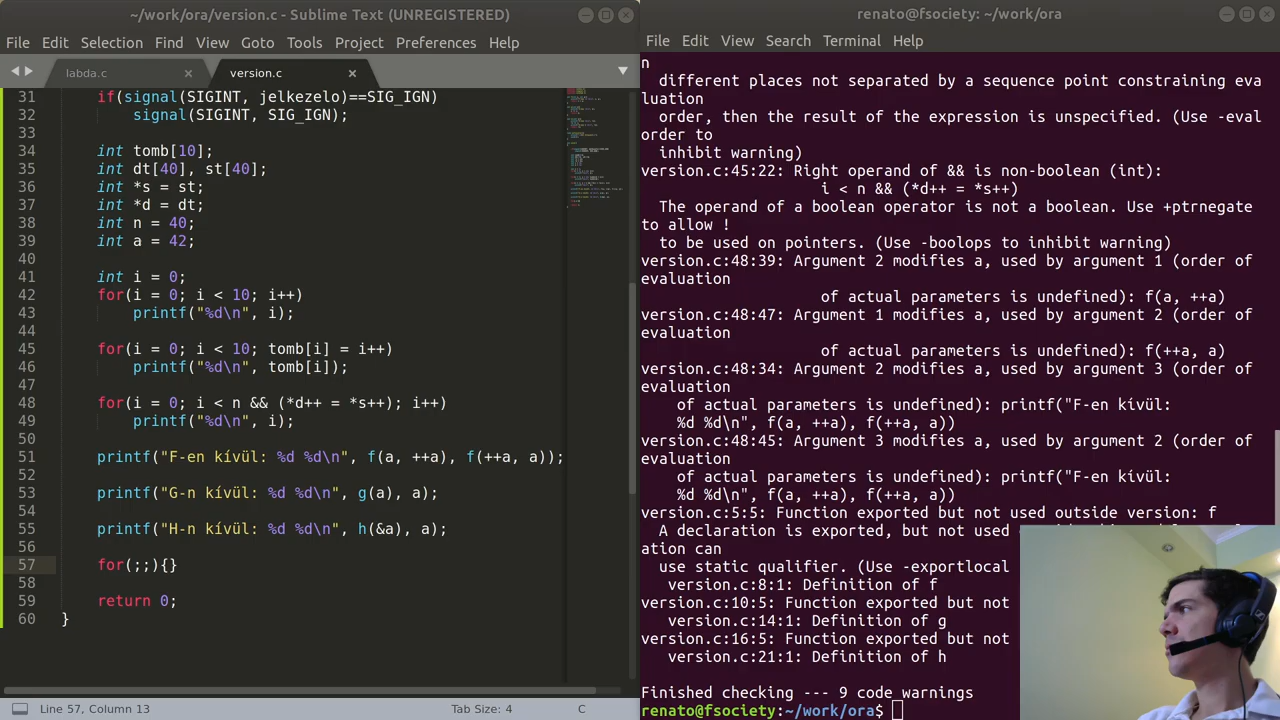 ~/work/ora/version.c - Sublime Text (UNREGISTERED)
File Edit Selection Find View Goto Tools Project Preferences Help
labda.c
version.c
31 if(signal(SIGINT, jelkezelo)==SIG_IGN)
32 signal(SIGINT, SIG_IGN);
33
34 int tomb[10];
35 int dt[40], st[40];
36 int *s = st;
37 int *d = dt;
38 int n = 40;
39 int a = 42;
40
41 int i = 0;
42 for(i = 0; i < 10; i++)
43 printf("%d\n", i);
44
45 for(i = 0; i < 10; tomb[i] = i++)
46 printf("%d\n", tomb[i]);
47
48 for(i = 0; i < n && (*d++ = *s++); i++)
49 printf("%d\n", i);
50
51 printf("F-en kívül: %d %d\n", f(a, ++a), f(++a, a));
52
53 printf("G-n kívül: %d %d\n", g(a), a);
54
55 printf("H-n kívül: %d %d\n", h(&a), a);
56
57 for(;;){}
58
59 return 0;
60 }
Line 57, Column 13
Tab Size: 4
C
renato@fsociety: ~/work/ora
File Edit View Search Terminal Help
n
different places not separated by a sequence point constraining eva
luation
order, then the result of the expression is unspecified. (Use -eval
order to
inhibit warning)
version.c:45:22: Right operand of && is non-boolean (int):
i < n && (*d++ = *s++)
The operand of a boolean operator is not a boolean. Use +ptrnegate
to allow !
to be used on pointers. (Use -boolops to inhibit warning)
version.c:48:39: Argument 2 modifies a, used by argument 1 (order of
evaluation
of actual parameters is undefined): f(a, ++a)
version.c:48:47: Argument 1 modifies a, used by argument 2 (order of
evaluation
of actual parameters is undefined): f(++a, a)
version.c:48:34: Argument 2 modifies a, used by argument 3 (order of
evaluation
of actual parameters is undefined): printf("F-en kívül:
%d %d\n", f(a, ++a), f(++a, a))
version.c:48:45: Argument 3 modifies a, used by argument 2 (order of
evaluation
of actual parameters is undefined): printf("F-en kívül:
%d %d\n", f(a, ++a), f(++a, a))
version.c:5:5: Function exported but not used outside version: f
A declaration is exported, but not used
ation can
use static qualifier. (Use -exportlocal
version.c:8:1: Definition of f
version.c:10:5: Function exported but not
version.c:14:1: Definition of g
version.c:16:5: Function exported but not
version.c:21:1: Definition of h
Finished checking --- 9 code warnings
renato@fsociety:~/work/ora$